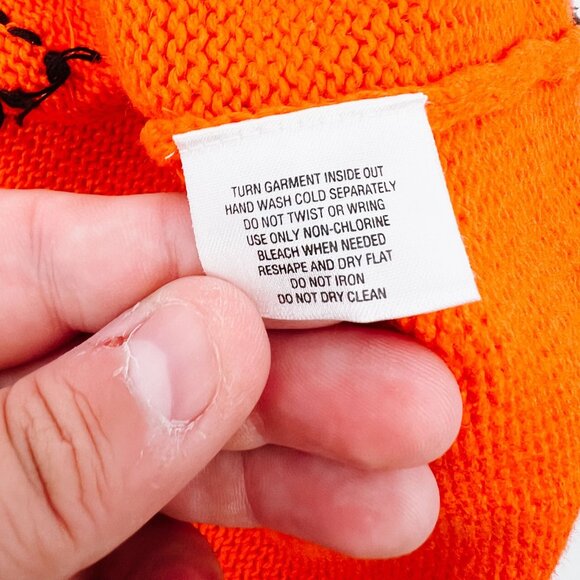 TURN GARMENT INSIDE OUT
HAND WASH COLD SEPARATELY
DO NOT TWIST OR WRING
USE ONLY NON-CHLORINE
BLEACH WHEN NEEDED
RESHAPE AND DRY FLAT
DO NOT IRON
DO NOT DRY CLEAN